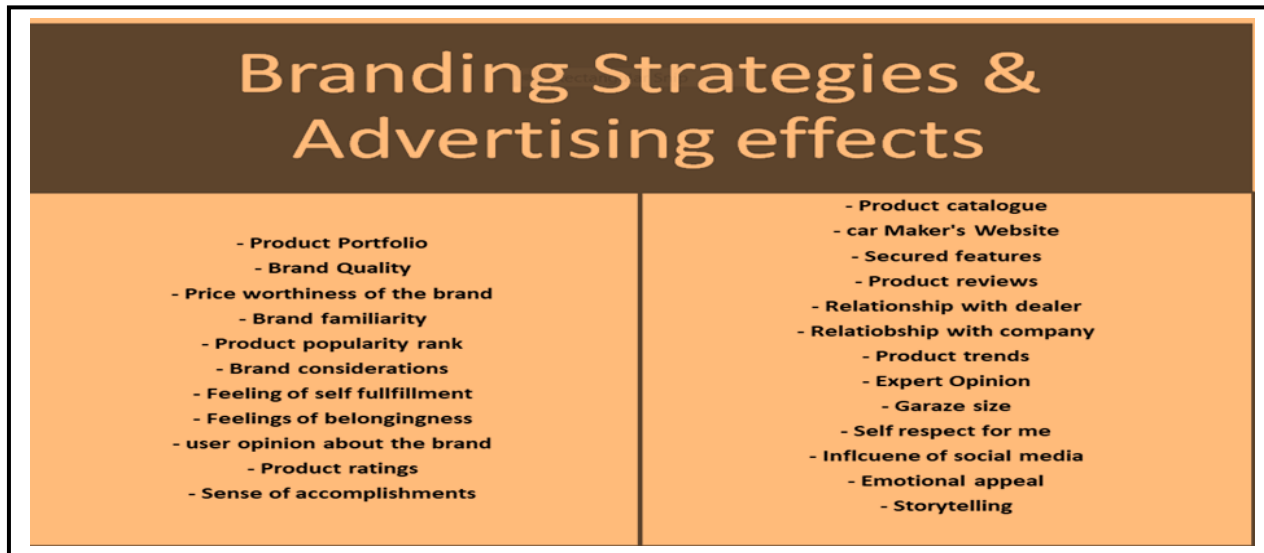 Branding Strategies &
Advertising effects
- Product Portfolio
- Brand Quality
- Price worthiness of the brand
- Brand familiarity
- Product popularity rank
- Brand considerations
- Feeling of self fullfillment
- Feelings of belongingness
- user opinion about the brand
- Product ratings
- Sense of accomplishments
- Product catalogue
- car Maker's Website
- Secured features
- Product reviews
- Relationship with dealer
- Relatiobship with company
- Product trends
- Expert Opinion
- Garaze size
- Self respect for me
- Inflcuene of social media
- Emotional appeal
- Storytelling